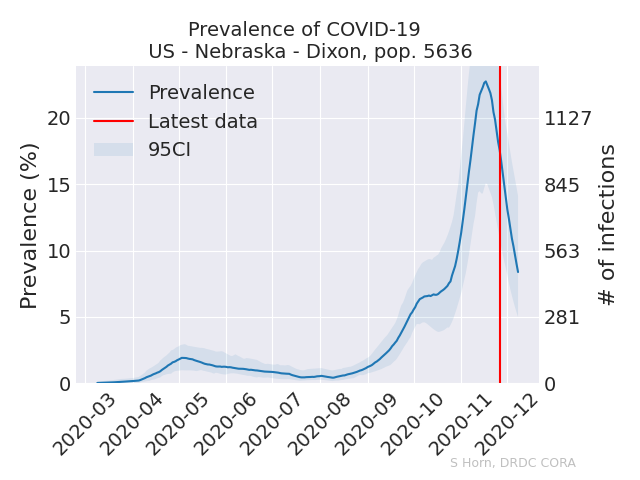 Prevalence of COVID-19
US - Nebraska - Dixon, pop. 5636
Prevalence
Latest data
95CI
Prevalence (%)
20
15
10
5
0
1127
845
563
281
0
# of infections
2020-03
2020-04
2020-05
2020-06
2020-07
2020-08
2020-09
2020-10
2020-11
2020-12
S Horn, DRDC CORA